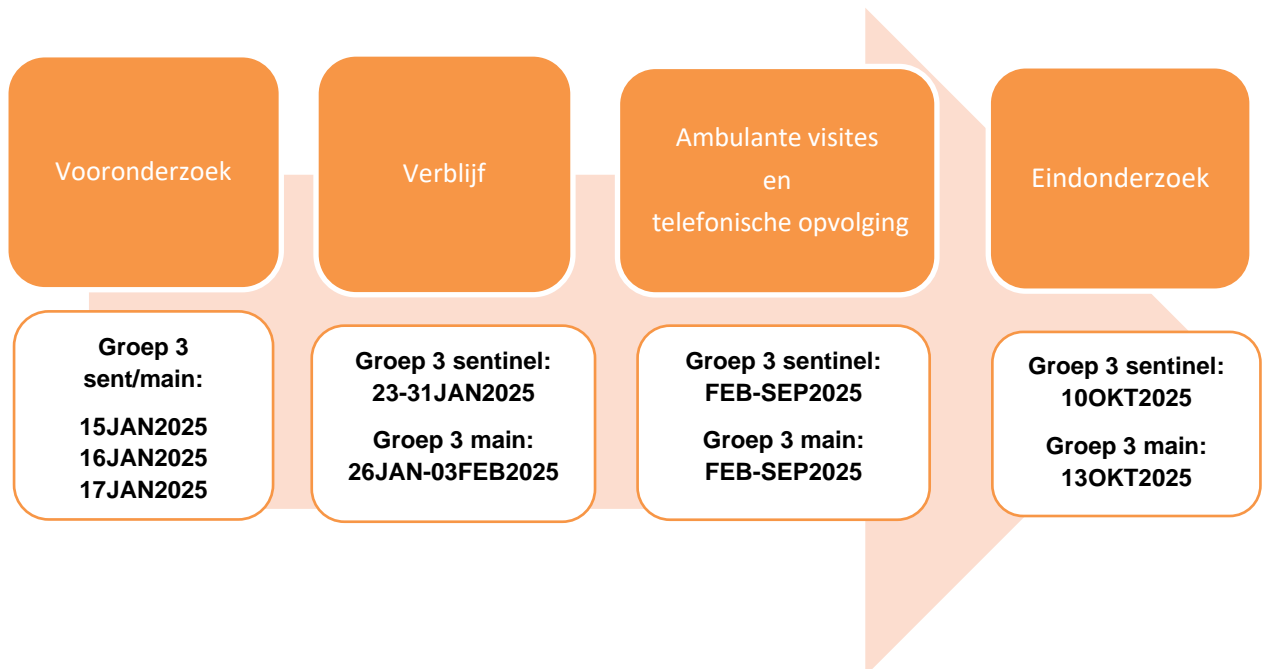 Vooronderzoek
Verblijf
Ambulante visites
en
telefonische opvolging
Eindonderzoek
Groep 3
sent/main:
15JAN2025
16JAN2025
17JAN2025
Groep 3 sentinel:
23-31JAN2025
Groep 3 main:
26JAN-03FEB2025
Groep 3 sentinel:
FEB-SEP2025
Groep 3 main:
FEB-SEP2025
Groep 3 sentinel:
10OKT2025
Groep 3 main:
13OKT2025